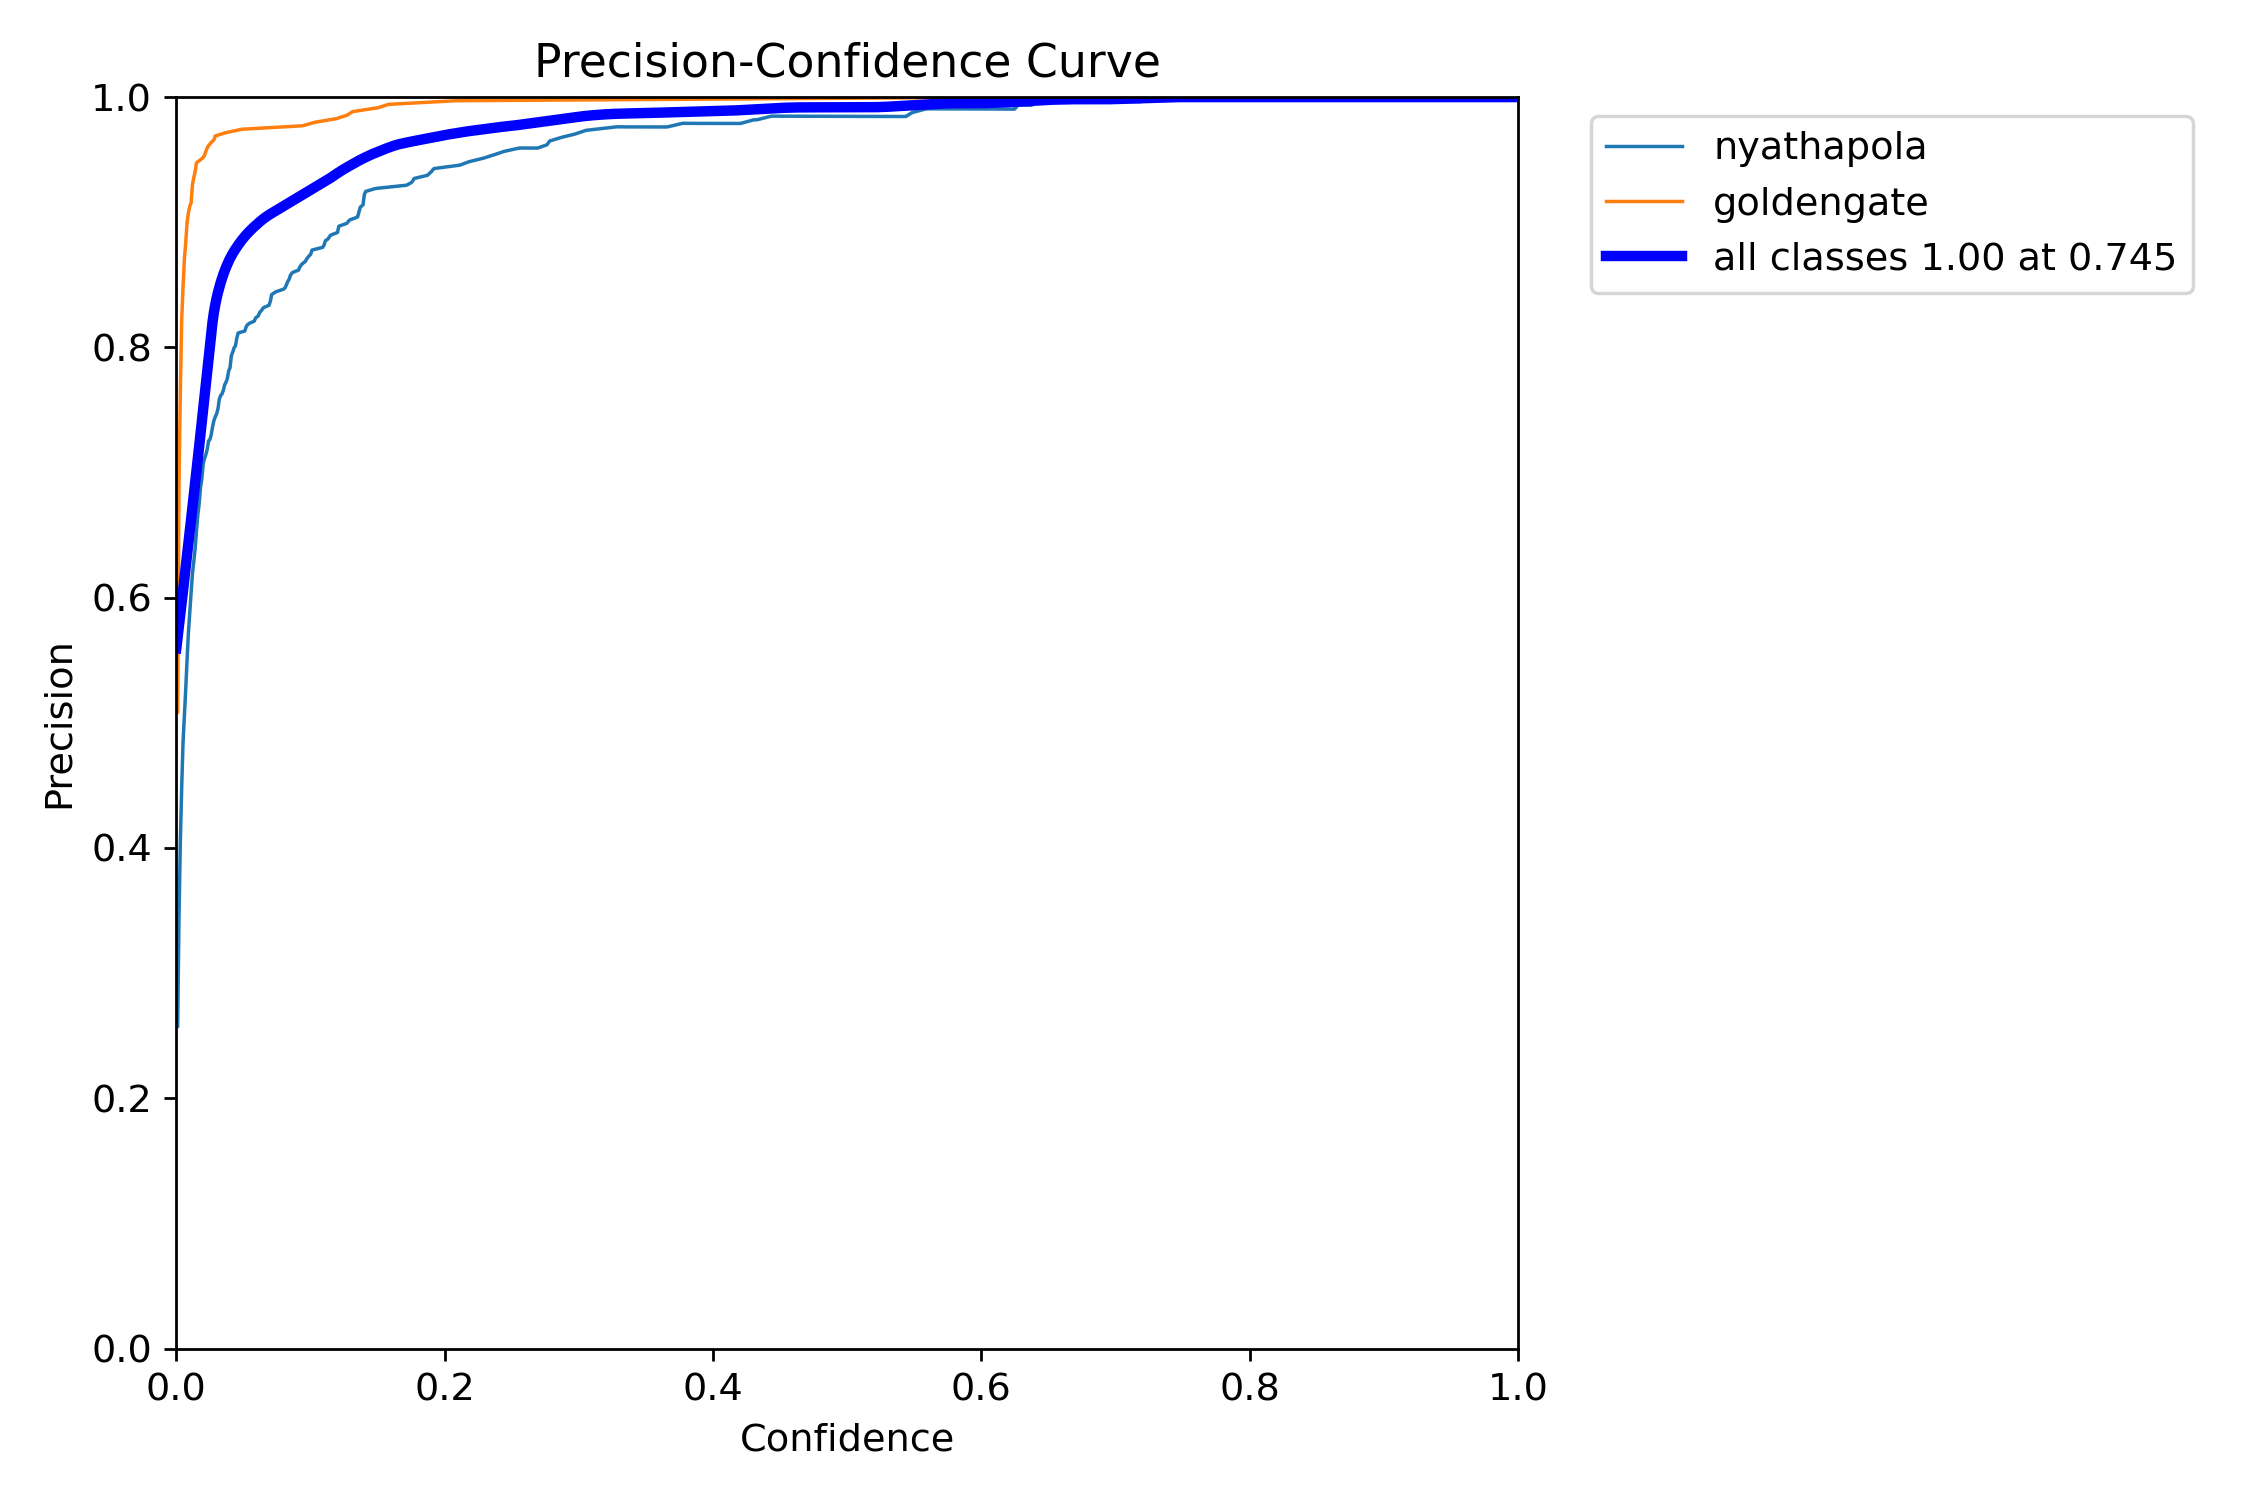 Precision-Confidence Curve
1.0
0.8
0.6
0.4
0.2
0.0
Precision
0.0 0.2 0.4 0.6 0.8 1.0
Confidence
nyathapola
goldengate
all classes 1.00 at 0.745